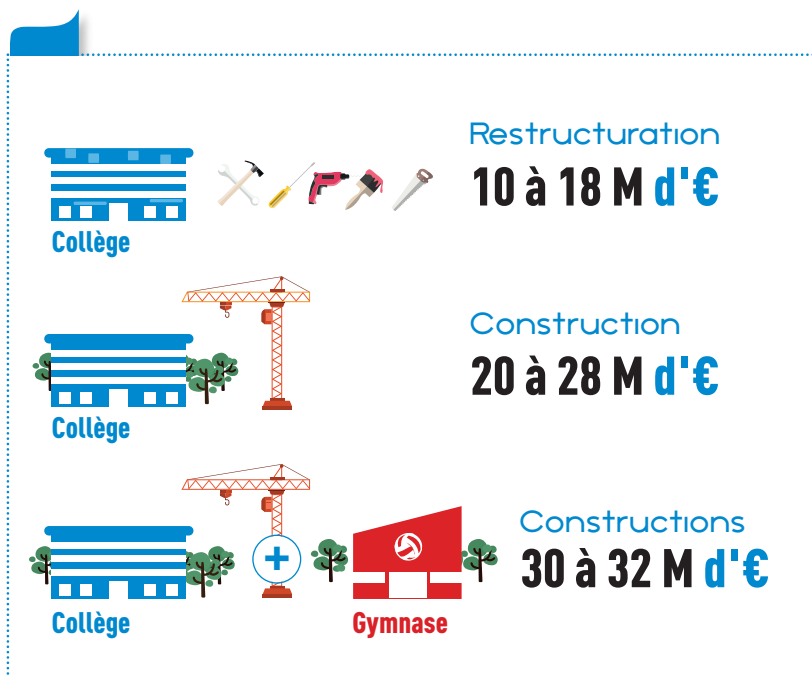 Restructuration
10 à 18 M d'€
Collège
Construction
20 à 28 M d'€
Collège
Constructions
30 à 32 M d'€
+
Collège
Gymnase